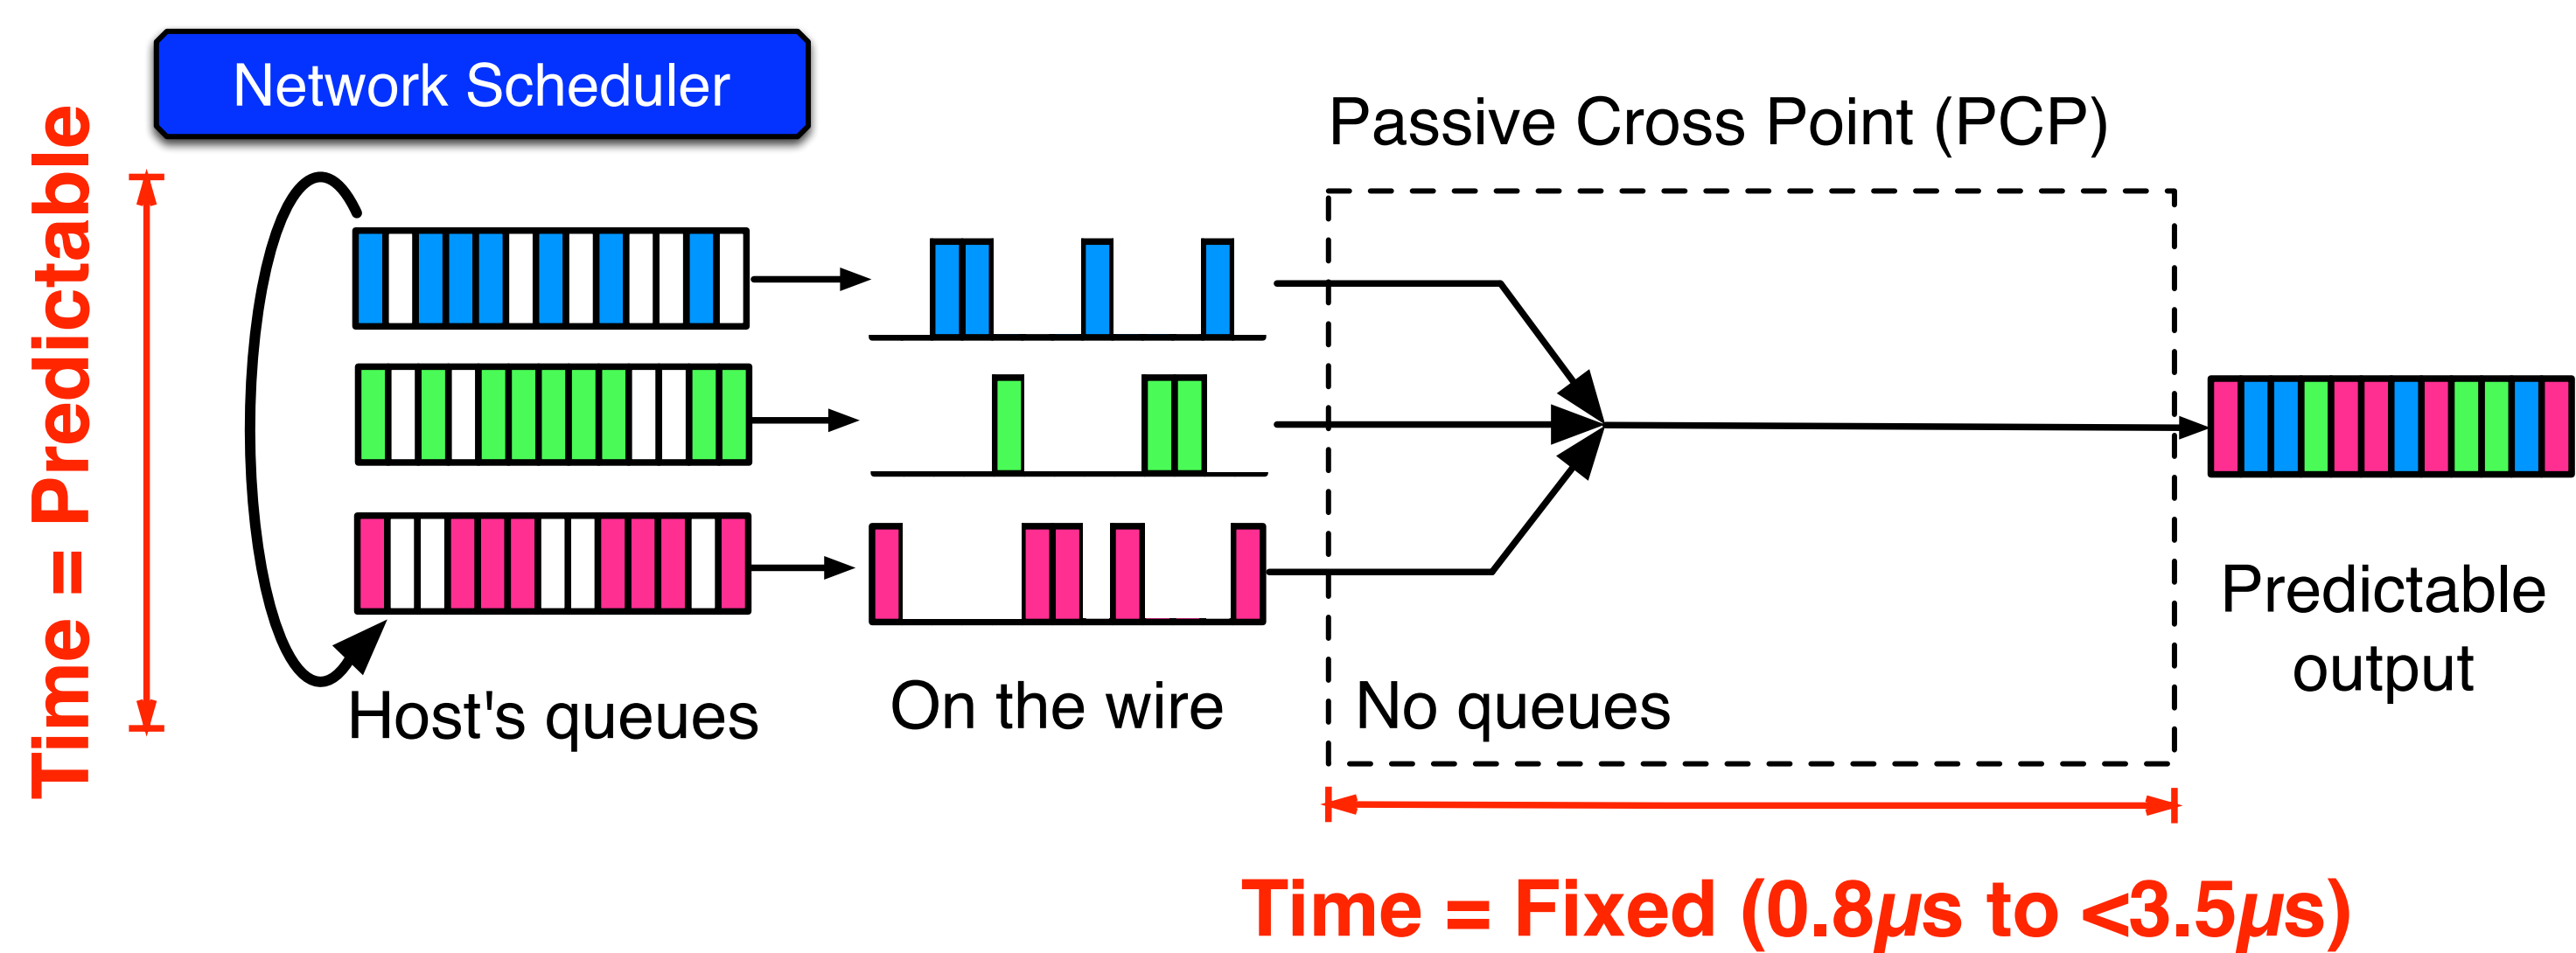 Network Scheduler
Time = Predictable
Passive Cross Point (PCP)
Host's queues
On the wire
No queues
Predictable
output
Time = Fixed (0.8µs to <3.5µs)